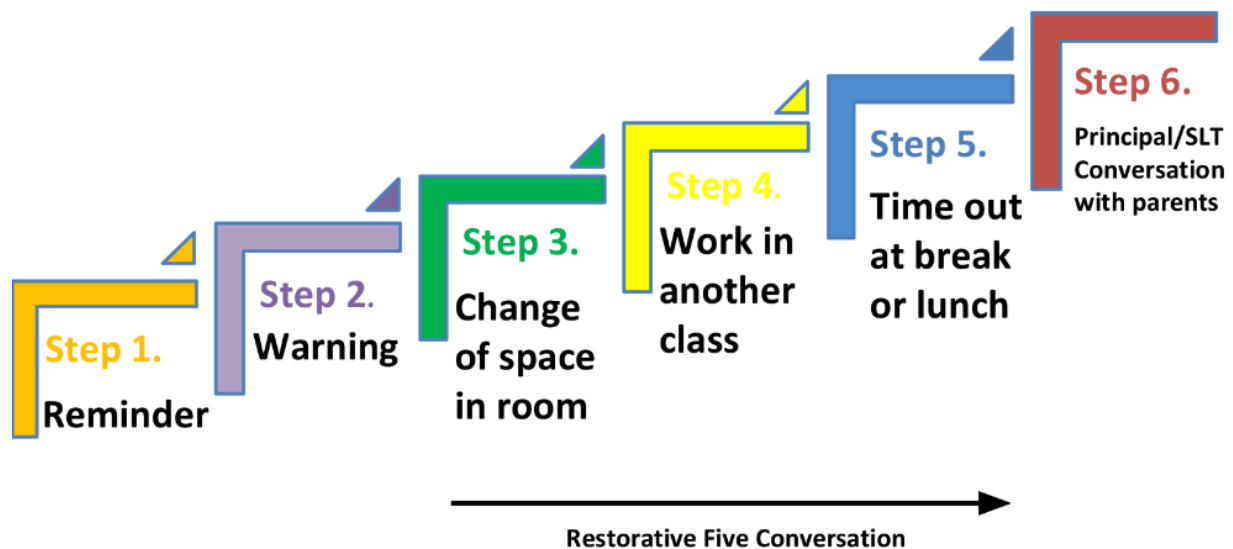 Step 1.
Reminder
Step 2.
Warning
Step 3.
Change
of space
in room
Step 4.
Work in
another
class
Step 5.
Time out
at break
or lunch
Step 6.
Principal/SLT
Conversation
with parents
Restorative Five Conversation